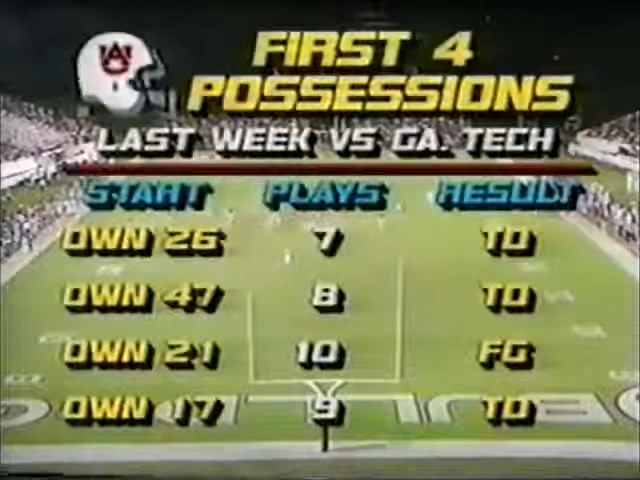 AU
FIRST 4
POSSESSIONS
LAST WEEK VS GA. TECH
START PLAYS RESULT
OWN 26 7 TD
OWN 47 8 TD
OWN 21 10 FG
OWN 17 9 TD